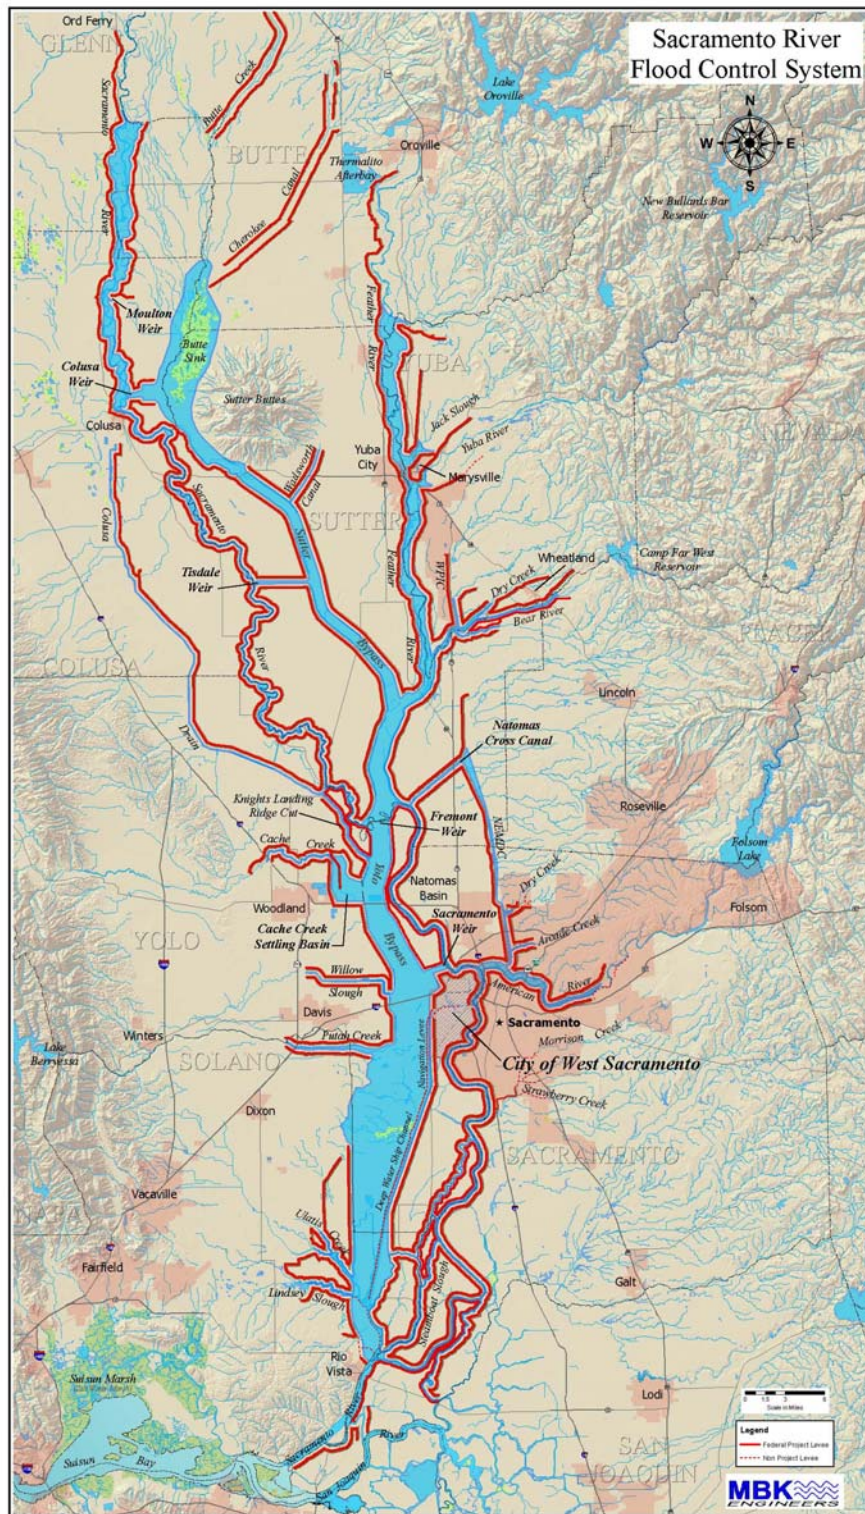 Sacramento River
Flood Control System
N
W
E
S
Ord Ferry
GLENN
Sacramento
River
Butte
Creek
BUTTE
Cherokee
Canal
Lake
Oroville
Oroville
Thermalito
Afterbay
New Bullards Bar
Reservoir
Moulton
Weir
Butte
Sink
Feather
River
YUBA
Colusa
Weir
Colusa
Sutter Buttes
Jack Slough
Yuba River
NEVADA
Yuba
City
Marysville
Wadsworth
Canal
SUTTER
Sutter
Bypass
Colusa
Drain
Sacramento
River
Tisdale
Weir
Feather
River
WPIC
Dry Creek
Wheatland
Bear River
Camp Far West
Reservoir
PLACER
COLUSA
Lincoln
Natomas
Cross Canal
Knights Landing
Ridge Cut
Fremont
Weir
NEMDC
Roseville
Folsom
Lake
Cache
Creek
Yolo
Bypass
Natomas
Basin
Dry Creek
Folsom
Woodland
Sacramento
Weir
Arcade Creek
Cache Creek
Settling Basin
YOLO
Willow
Slough
American
River
Davis
Sacramento
Winters
Putah Creek
Morrison
Creek
Navigation Levee
City of West Sacramento
Lake
Berryessa
SOLANO
Strawberry Creek
Dixon
Deep Water Ship Channel
SACRAMENTO
NAPA
Vacaville
Ulatis
Creek
Fairfield
Lindsey
Slough
Steamboat Slough
Galt
Rio
Vista
Suisun Marsh
Lodi
Suisun
Bay
Sacramento
River
San Joaquin
River
SAN
JOAQUIN
Scale in Miles
Legend
Federal Project Levee
Non Project Levee
MBK
ENGINEERS